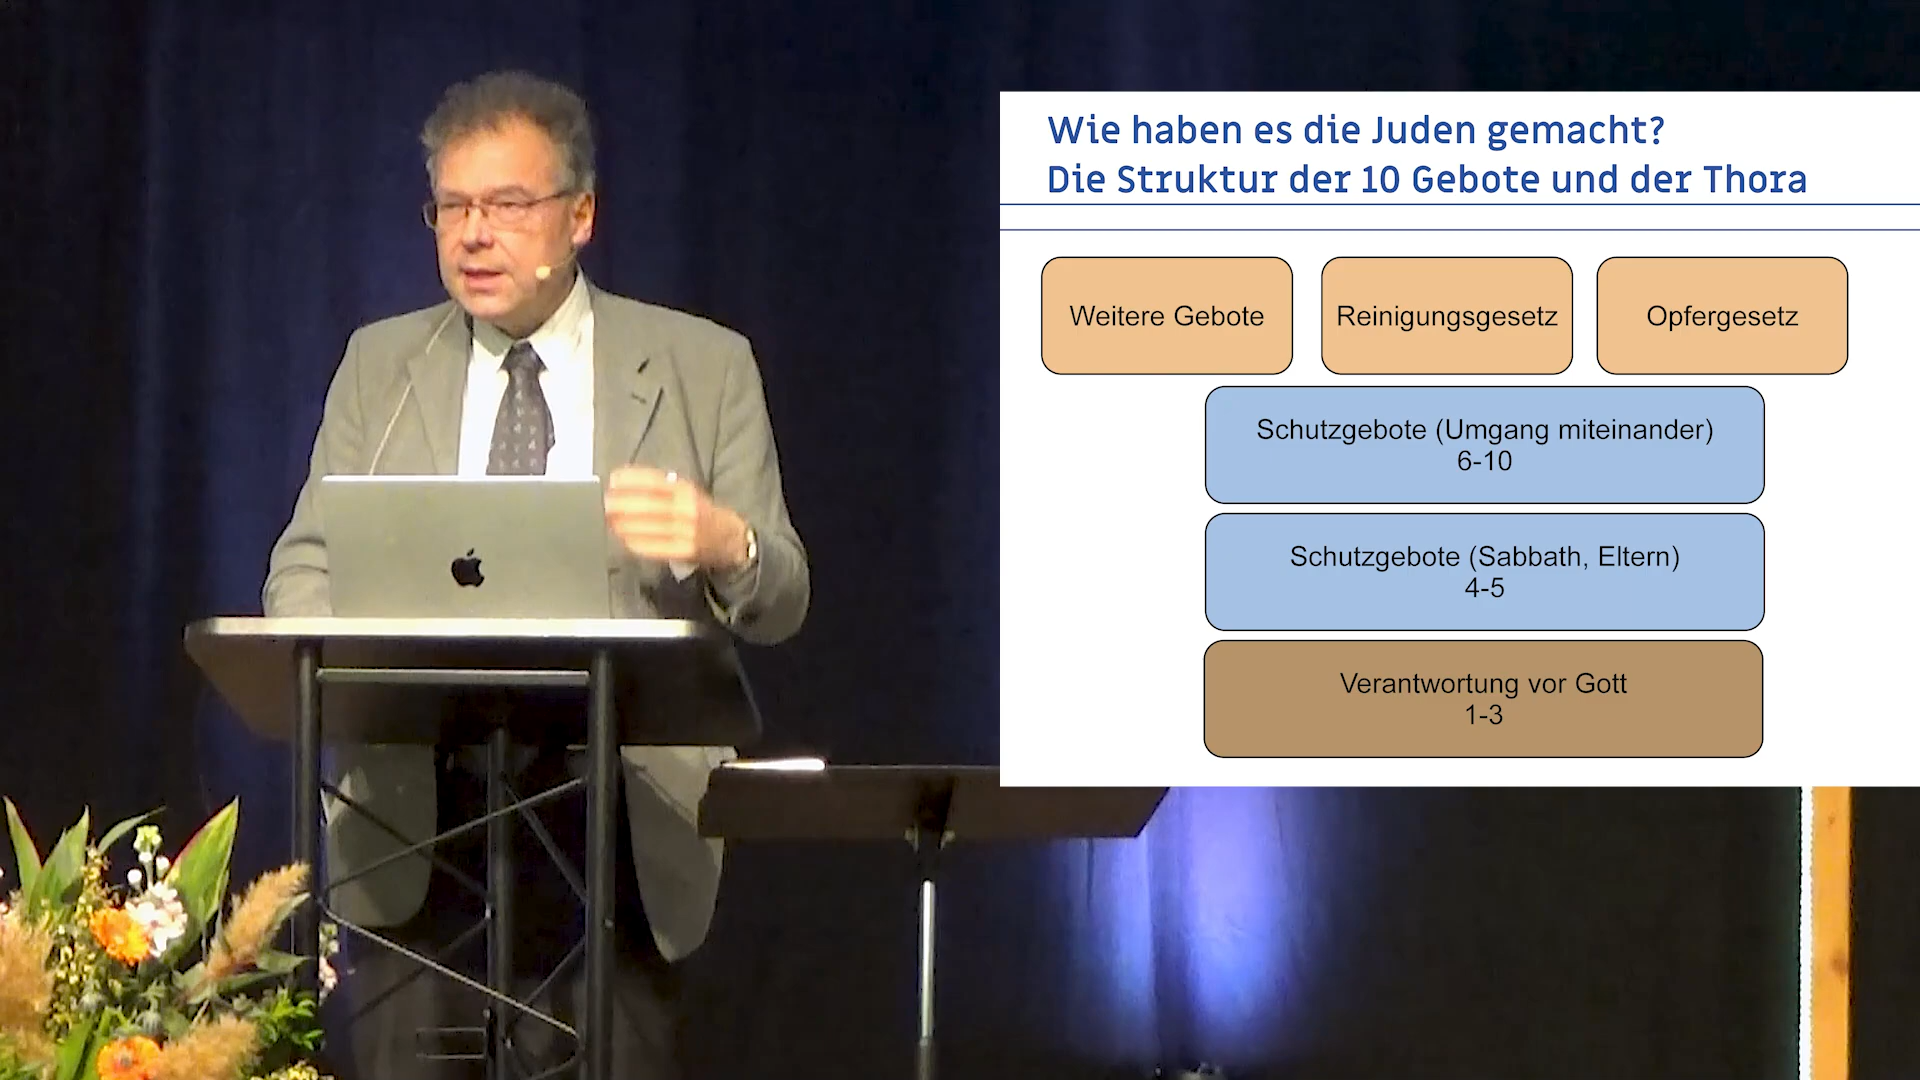 Wie haben es die Juden gemacht?
Die Struktur der 10 Gebote und der Thora
Weitere Gebote
Reinigungsgesetz
Opfergesetz
Schutzgebote (Umgang miteinander)
6-10
Schutzgebote (Sabbath, Eltern)
4-5
Verantwortung vor Gott
1-3